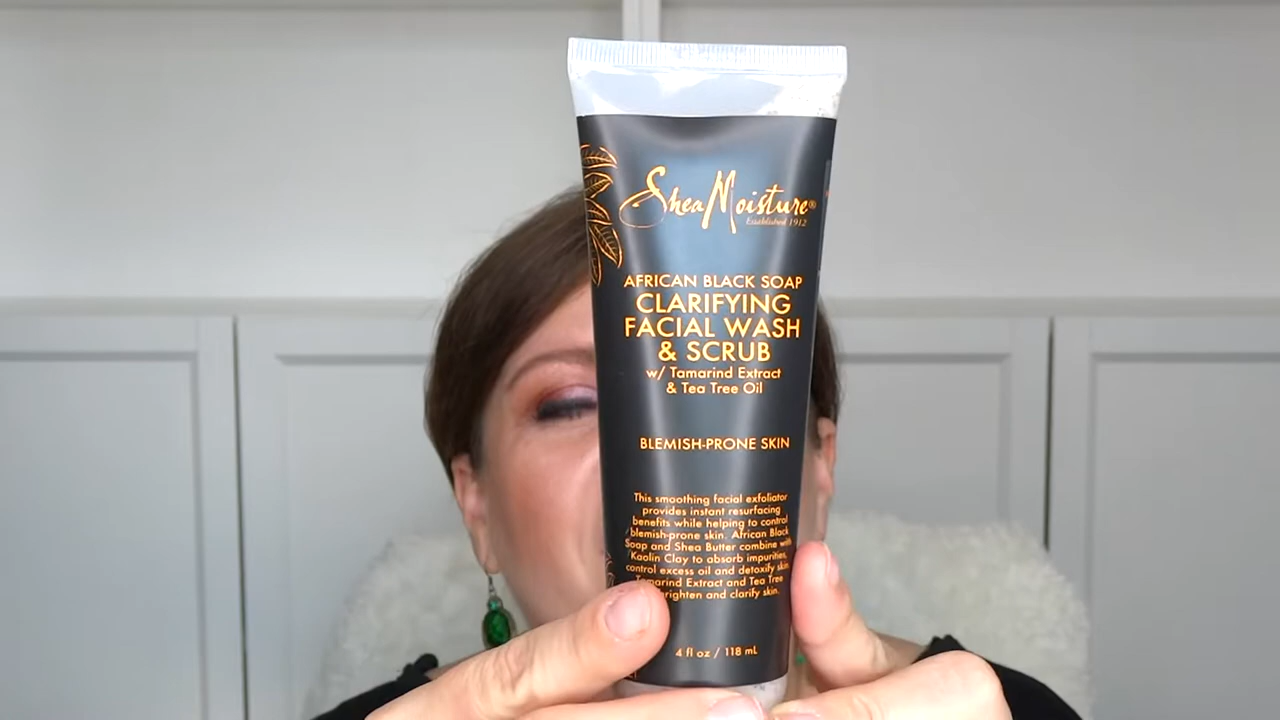 SheaMoisture®
Established 1912
AFRICAN BLACK SOAP
CLARIFYING
FACIAL WASH
& SCRUB
w/ Tamarind Extract
& Tea Tree Oil
BLEMISH-PRONE SKIN
This smoothing facial exfoliator
provides instant resurfacing
benefits while helping to control
blemish-prone skin. African Black
Soap and Shea Butter combine with
Kaolin Clay to absorb impurities,
control excess oil and detoxify skin.
Tamarind Extract and Tea Tree
brighten and clarify skin.
4 fl oz / 118 mL